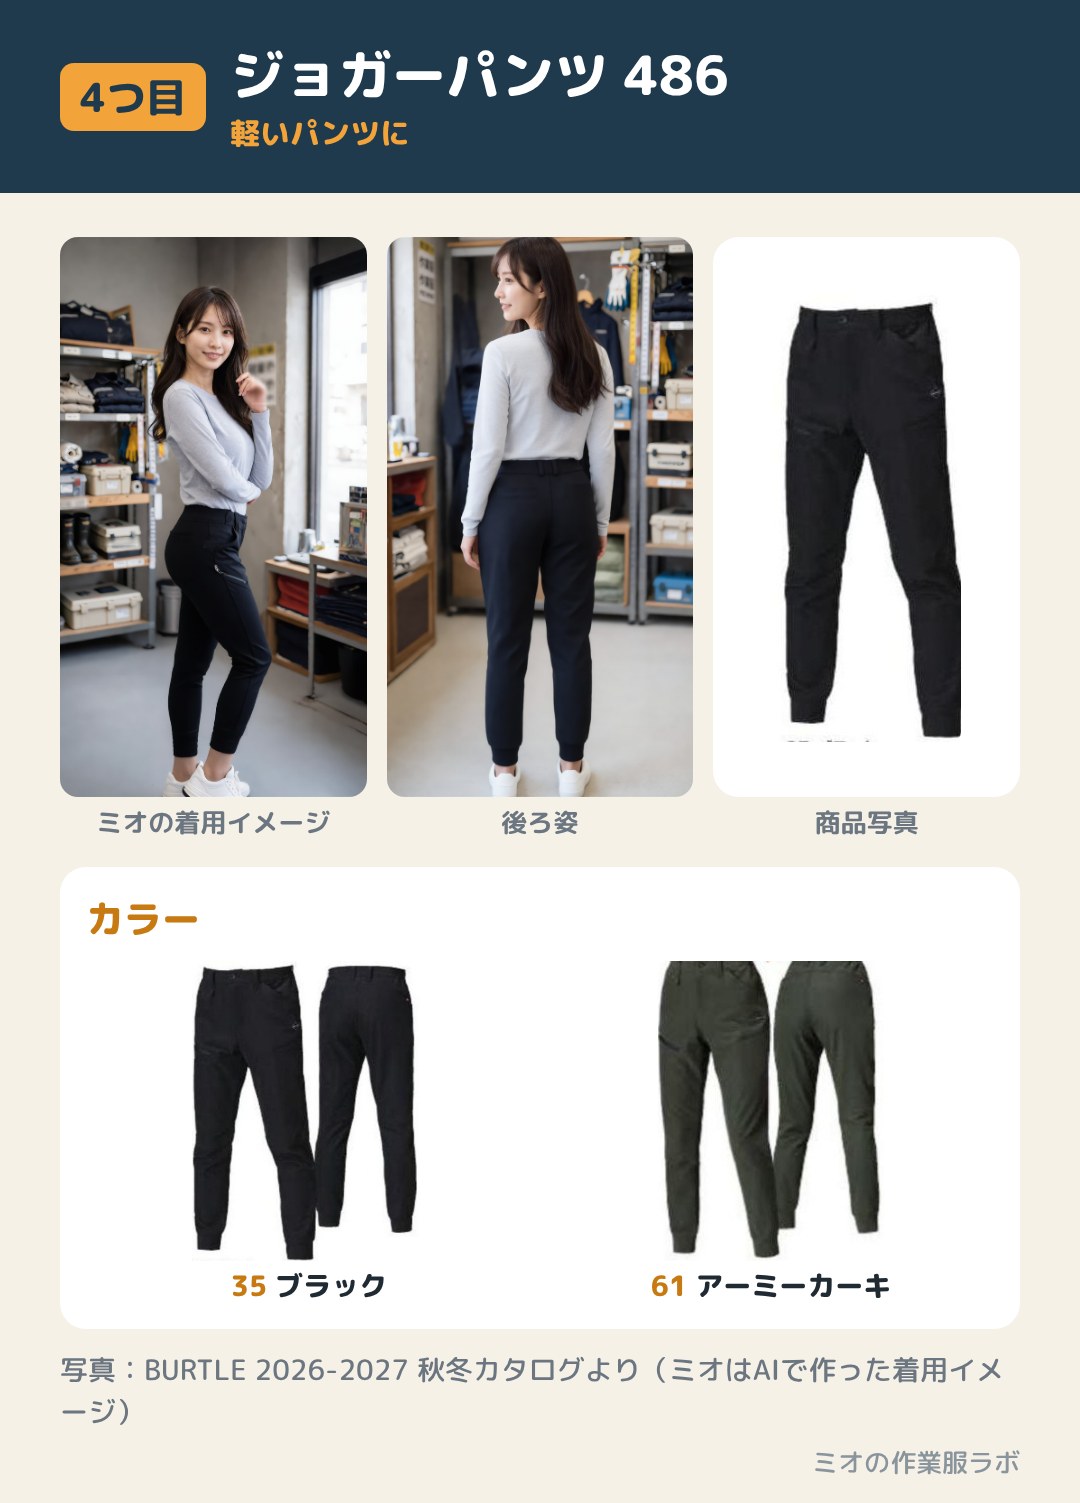 4つ目
ジョガーパンツ 486
軽いパンツに
ミオの着用イメージ
後ろ姿
商品写真
カラー
35 ブラック
61 アーミーカーキ
写真：BURTLE 2026-2027 秋冬カタログより（ミオはAIで作った着用イメ
ージ）
ミオの作業服ラボ